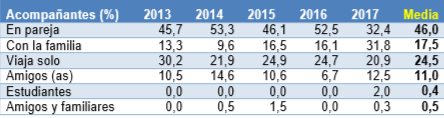 Acompañantes (%) 2013 2014 2015 2016 2017 Media
En pareja 45,7 53,3 46,1 52,5 32,4 46,0
Con la familia 13,3 9,6 16,5 16,1 31,8 17,5
Viaja solo 30,2 21,9 24,9 24,7 20,9 24,5
Amigos (as) 10,5 14,6 10,6 6,7 12,5 11,0
Estudiantes 0,0 0,0 0,0 0,0 2,0 0,4
Amigos y familiares 0,0 0,5 1,5 0,0 0,3 0,5